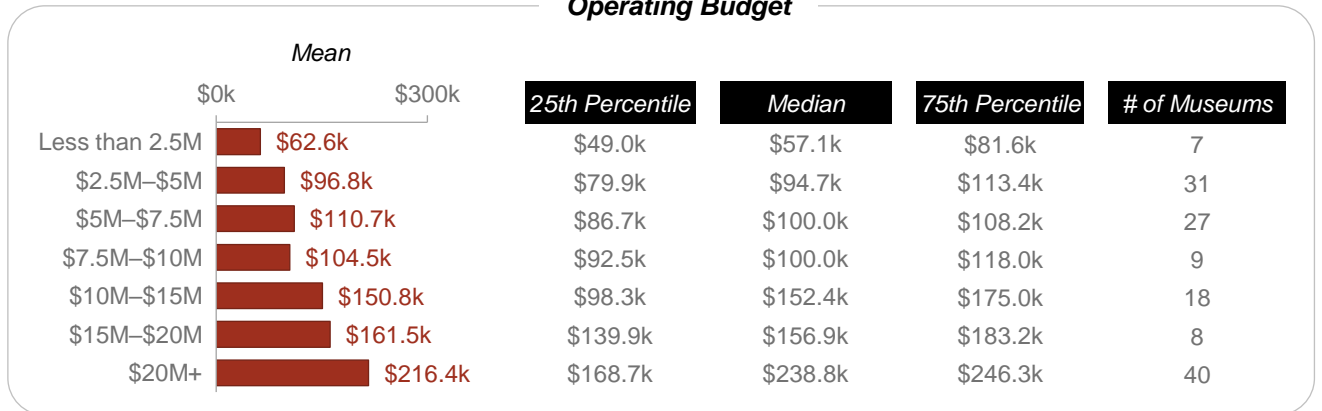 Operating Budget
Mean
$0k $300k 25th Percentile Median 75th Percentile # of Museums
Less than 2.5M $62.6k $49.0k $57.1k $81.6k 7
$2.5M–$5M $96.8k $79.9k $94.7k $113.4k 31
$5M–$7.5M $110.7k $86.7k $100.0k $108.2k 27
$7.5M–$10M $104.5k $92.5k $100.0k $118.0k 9
$10M–$15M $150.8k $98.3k $152.4k $175.0k 18
$15M–$20M $161.5k $139.9k $156.9k $183.2k 8
$20M+ $216.4k $168.7k $238.8k $246.3k 40